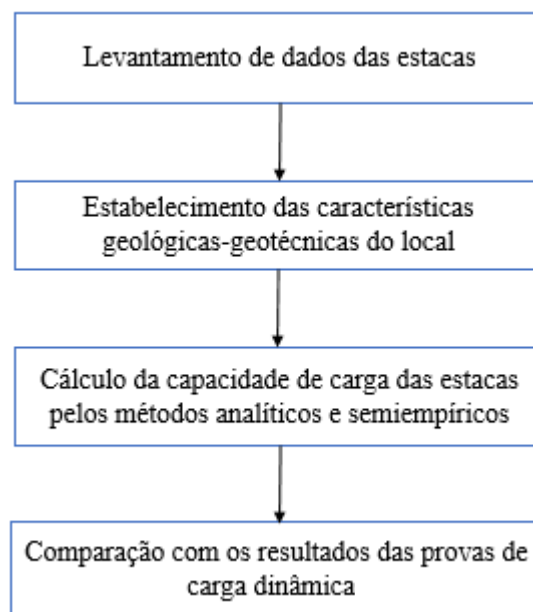 Levantamento de dados das estacas
Estabelecimento das características
geológicas-geotécnicas do local
Cálculo da capacidade de carga das estacas
pelos métodos analíticos e semiempíricos
Comparação com os resultados das provas de
carga dinâmica